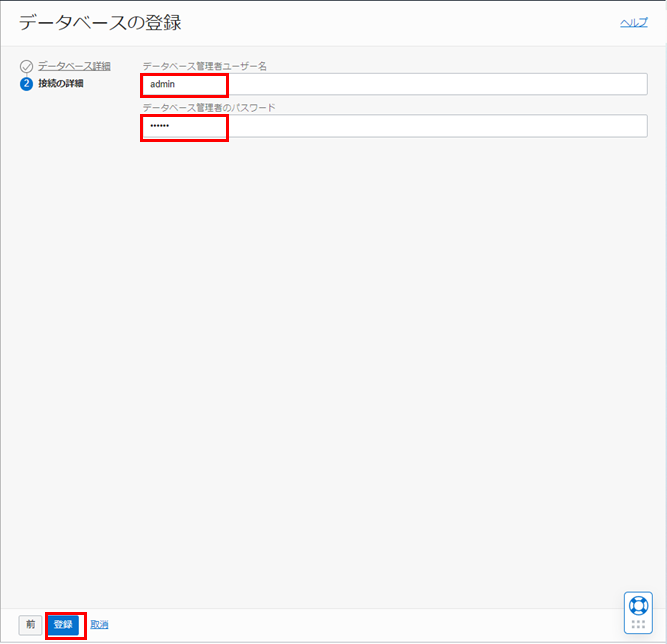 データベースの登録
ヘルプ
データベース詳細
2 接続の詳細
データベース管理者ユーザー名
admin
データベース管理者のパスワード
••••••
前 登録 取消